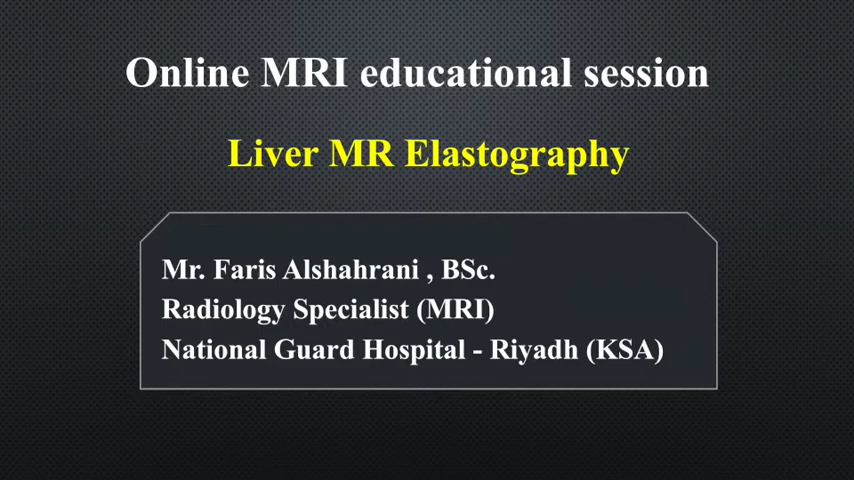 Online MRI educational session
Liver MR Elastography
Mr. Faris Alshahrani , BSc.
Radiology Specialist (MRI)
National Guard Hospital - Riyadh (KSA)